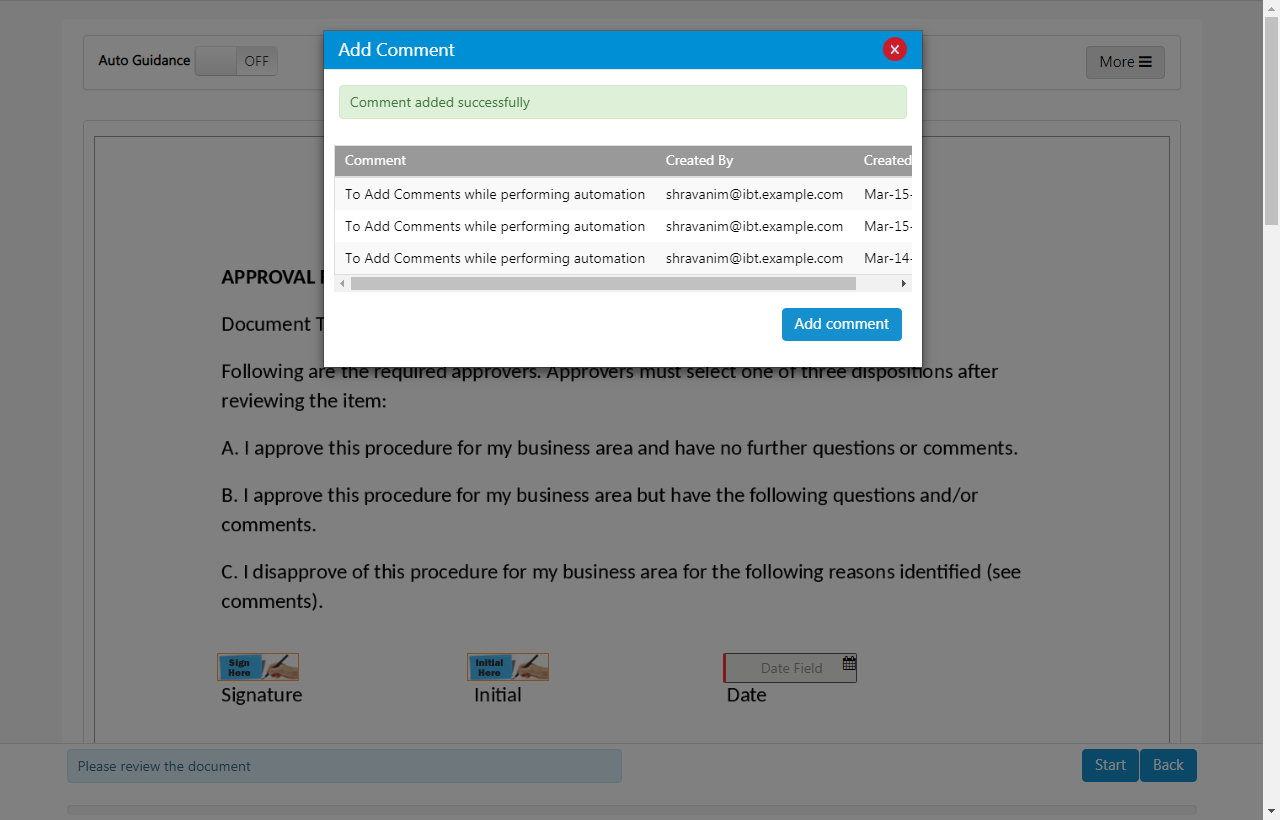 Auto Guidance OFF
More
Add Comment
Comment added successfully
Comment Created By Created
To Add Comments while performing automation shravanim@ibt.example.com Mar-15-
To Add Comments while performing automation shravanim@ibt.example.com Mar-15-
To Add Comments while performing automation shravanim@ibt.example.com Mar-14-
Add comment
APPROVAL
Document T
Following are the required approvers. Approvers must select one of three dispositions after
reviewing the item:
A. I approve this procedure for my business area and have no further questions or comments.
B. I approve this procedure for my business area but have the following questions and/or
comments.
C. I disapprove of this procedure for my business area for the following reasons identified (see
comments).
Sign
Here
Initial
Here
Date Field
Signature Initial Date
Please review the document
Start Back